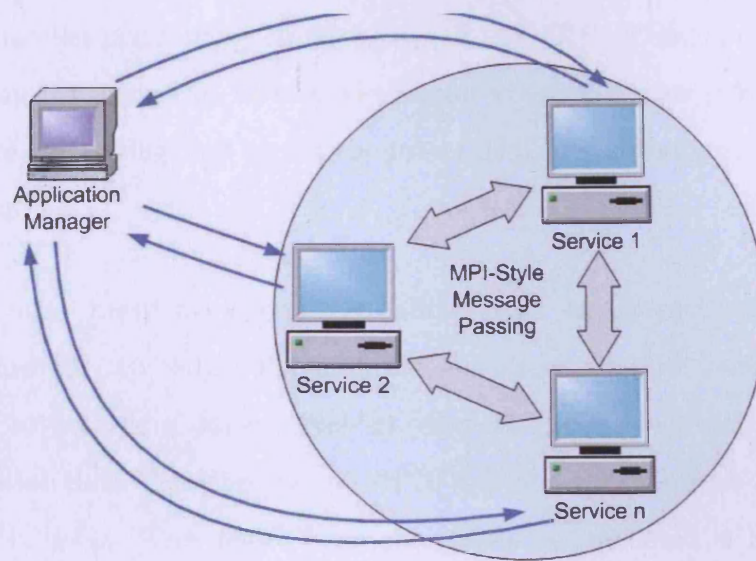 Application
Manager
Service 1
MPI-Style
Message
Passing
Service 2
Service n